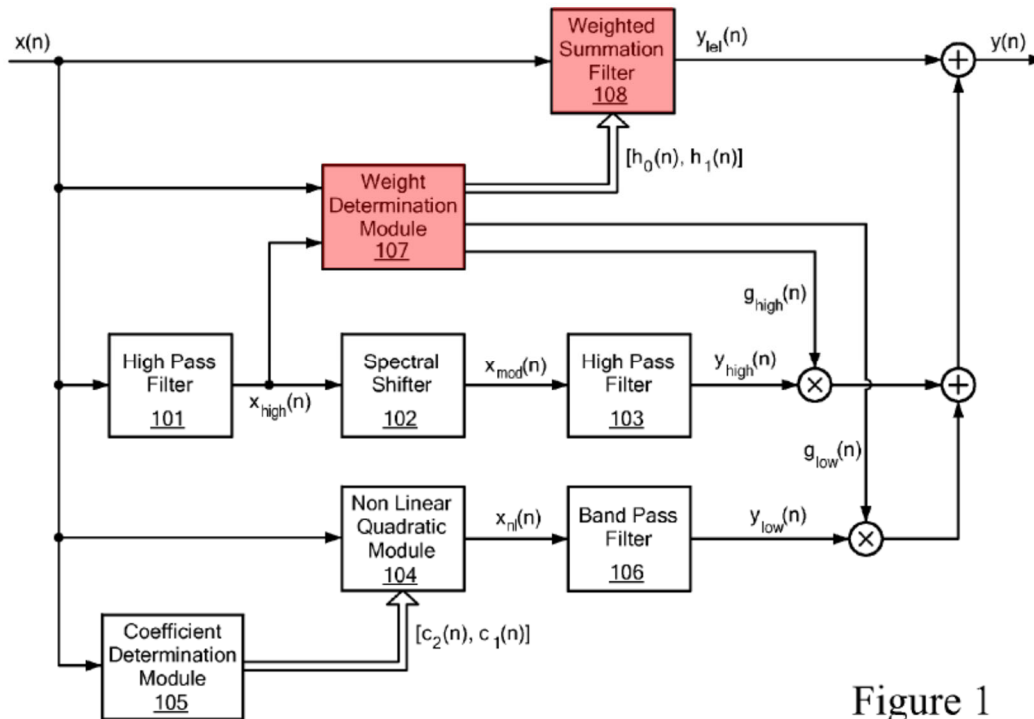 x(n)
Weighted
Summation
Filter
108
y_lel(n)
y(n)
[h_0(n), h_1(n)]
Weight
Determination
Module
107
g_high(n)
High Pass
Filter
101
x_high(n)
Spectral
Shifter
102
x_mod(n)
High Pass
Filter
103
y_high(n)
g_low(n)
Non Linear
Quadratic
Module
104
x_nl(n)
Band Pass
Filter
106
y_low(n)
Coefficient
Determination
Module
105
[c_2(n), c_1(n)]
Figure 1